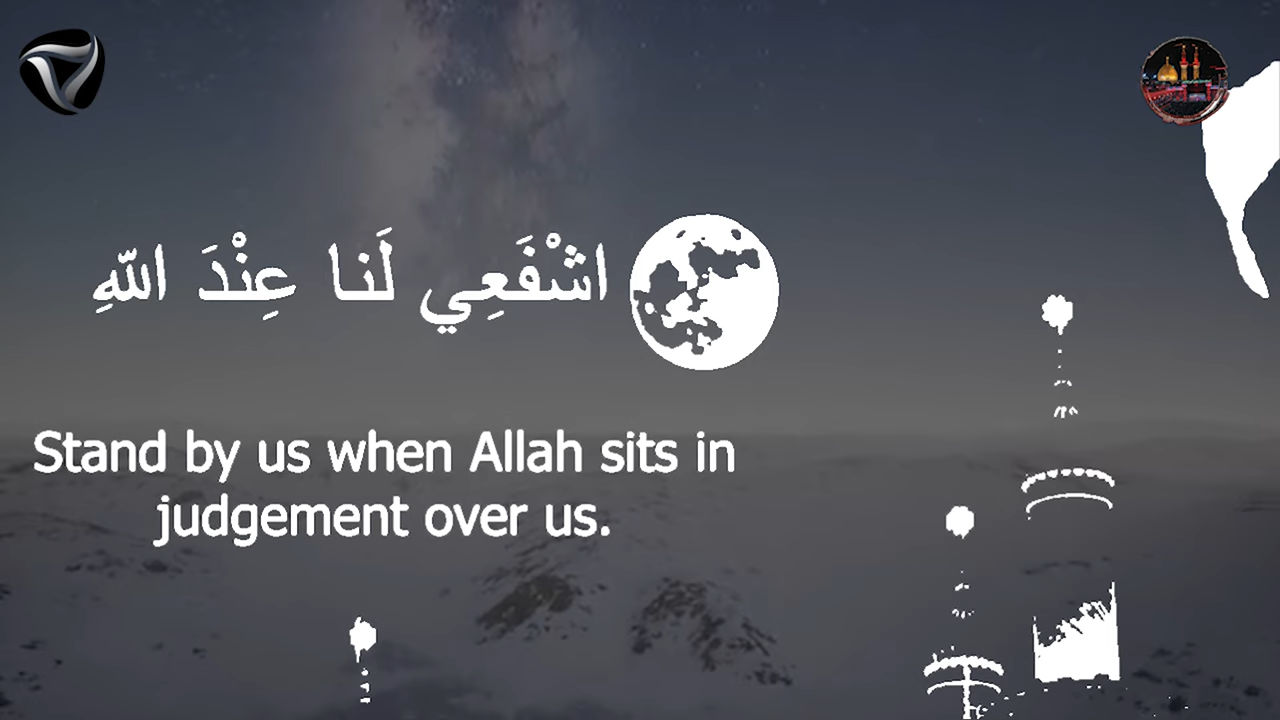 اشْفَعِي لَنا عِنْدَ اللّهِ
Stand by us when Allah sits in
judgement over us.